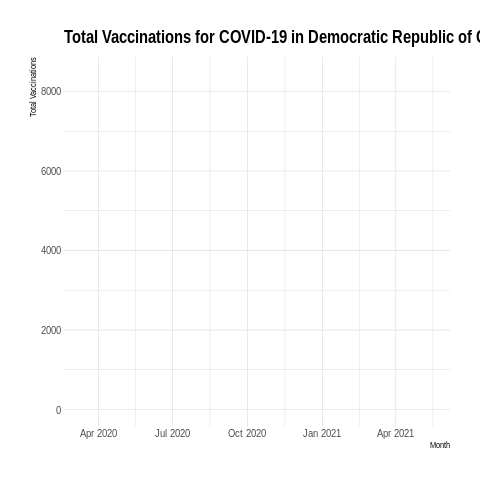 Total Vaccinations for COVID-19 in Democratic Republic of
Total Vaccinations
8000
6000
4000
2000
0
Apr 2020 Jul 2020 Oct 2020 Jan 2021 Apr 2021
Month